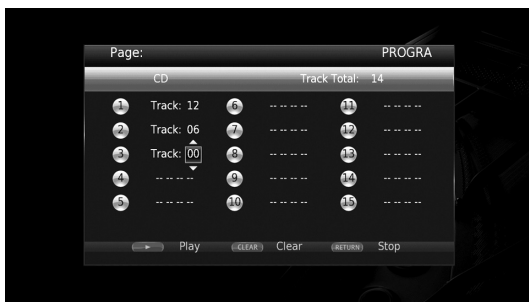 Page: PROGRA
CD Track Total: 14
1 Track: 12 6 -- -- -- -- 11 -- -- -- --
2 Track: 06 7 -- -- -- -- 12 -- -- -- --
3 Track: 00 8 -- -- -- -- 13 -- -- -- --
4 -- -- -- -- 9 -- -- -- -- 14 -- -- -- --
5 -- -- -- -- 10 -- -- -- -- 15 -- -- -- --
Play CLEAR Clear RETURN Stop